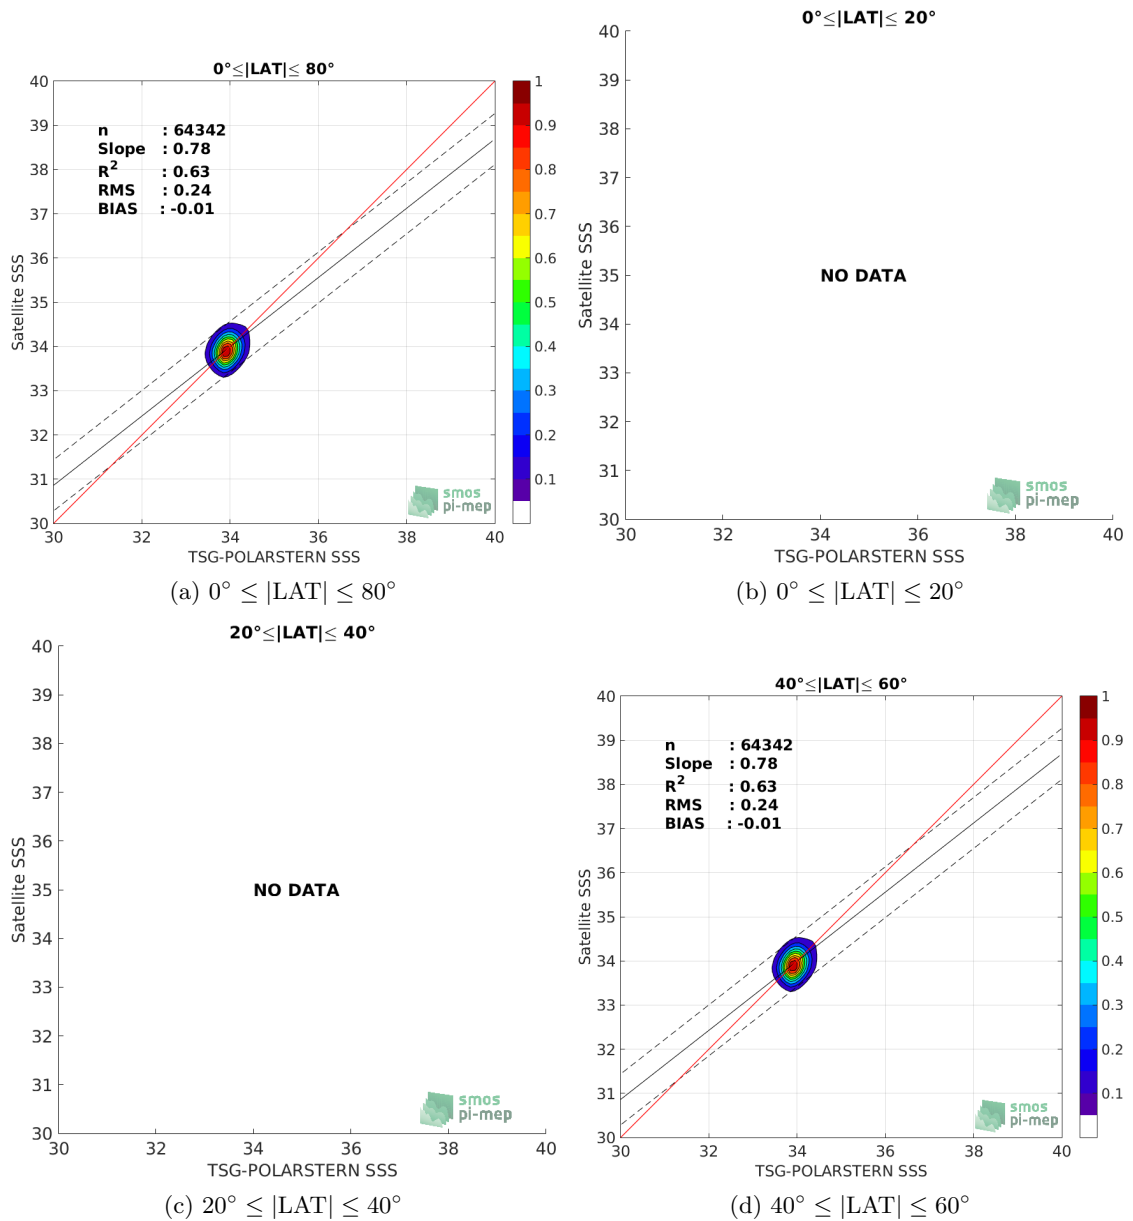 0°≤|LAT|≤ 80°
40
39
38
37
36
35
34
33
32
31
30
n : 64342
Slope : 0.78
R2 : 0.63
RMS : 0.24
BIAS : -0.01
Satellite SSS
30 32 34 36 38 40
TSG-POLARSTERN SSS
1
0.9
0.8
0.7
0.6
0.5
0.4
0.3
0.2
0.1
smos
pi-mep
(a) 0° ≤ |LAT| ≤ 80°
0°≤|LAT|≤ 20°
40
39
38
37
36
35
34
33
32
31
30
Satellite SSS
NO DATA
smos
pi-mep
30 32 34 36 38 40
TSG-POLARSTERN SSS
(b) 0° ≤ |LAT| ≤ 20°
20°≤|LAT|≤ 40°
40
39
38
37
36
35
34
33
32
31
30
Satellite SSS
NO DATA
smos
pi-mep
30 32 34 36 38 40
TSG-POLARSTERN SSS
(c) 20° ≤ |LAT| ≤ 40°
40°≤|LAT|≤ 60°
40
39
38
37
36
35
34
33
32
31
30
n : 64342
Slope : 0.78
R2 : 0.63
RMS : 0.24
BIAS : -0.01
Satellite SSS
30 32 34 36 38 40
TSG-POLARSTERN SSS
1
0.9
0.8
0.7
0.6
0.5
0.4
0.3
0.2
0.1
smos
pi-mep
(d) 40° ≤ |LAT| ≤ 60°